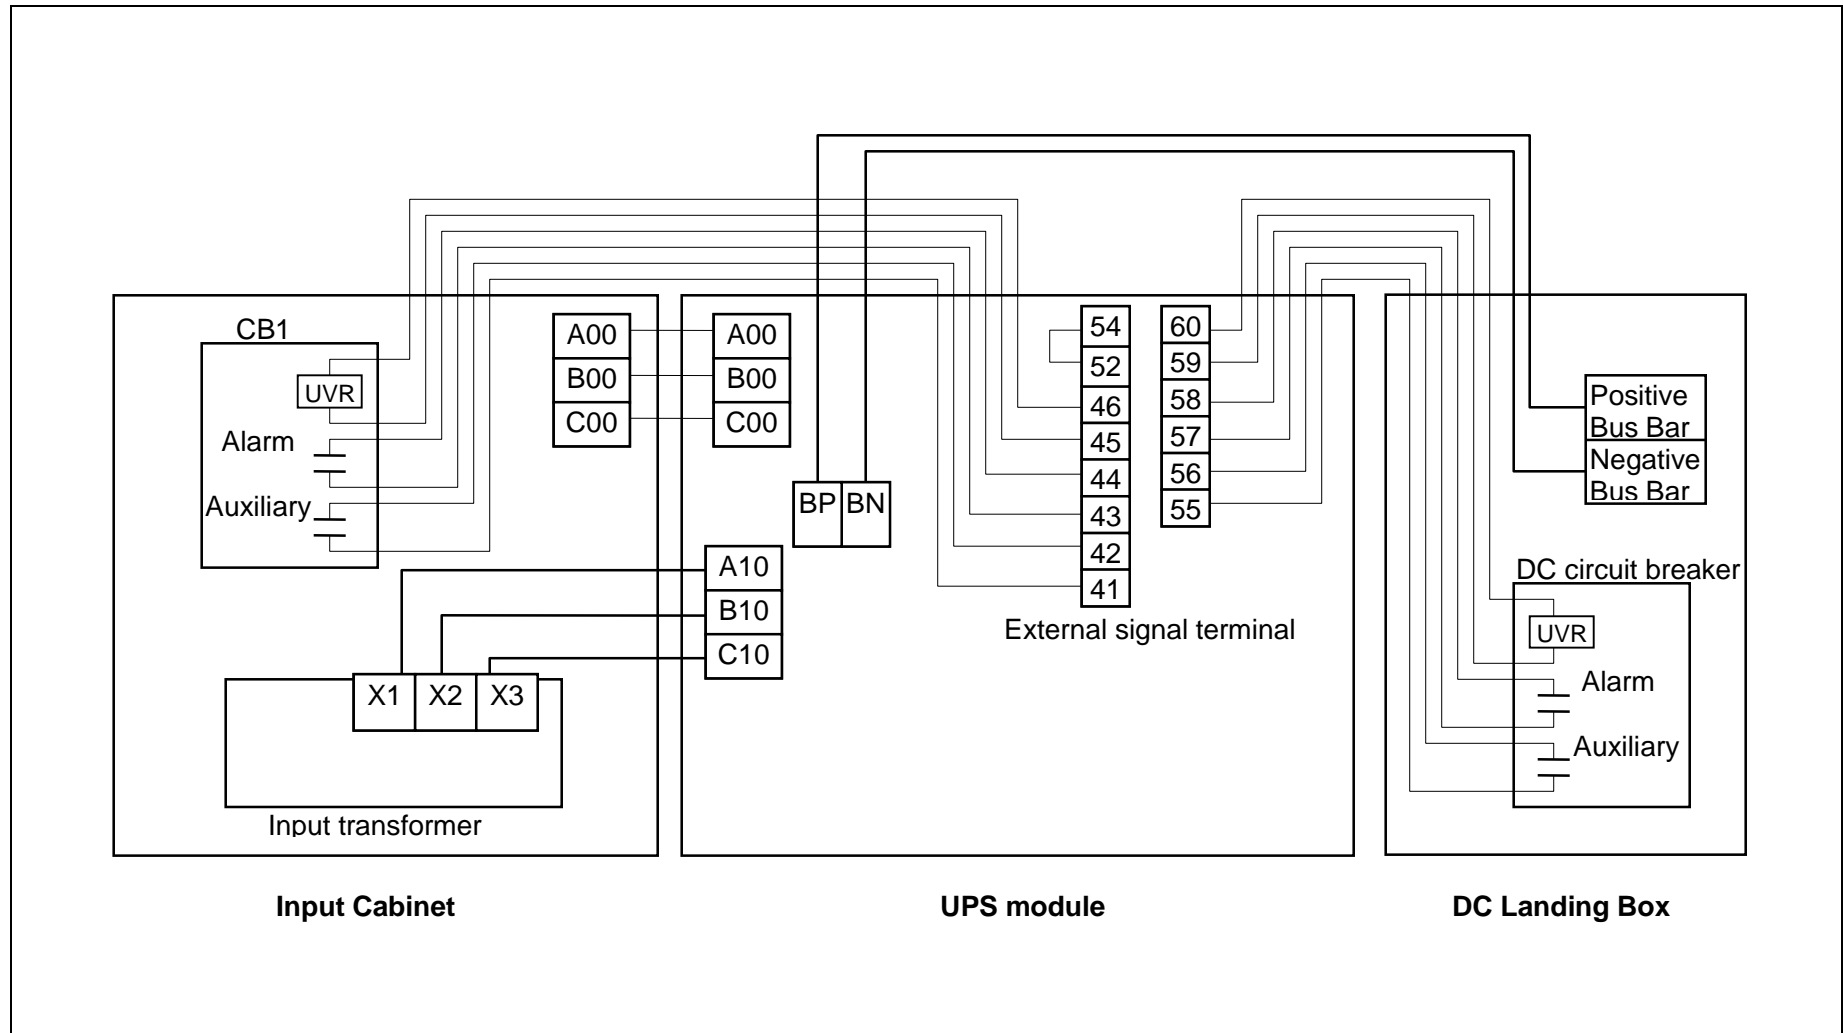 CB1
UVR
Alarm
Auxiliary
A00
B00
C00
X1 X2 X3
Input transformer
Input Cabinet
A00
B00
C00
BP BN
A10
B10
C10
54
52
46
45
44
43
42
41
60
59
58
57
56
55
External signal terminal
UPS module
Positive
Bus Bar
Negative
Bus Bar
DC circuit breaker
UVR
Alarm
Auxiliary
DC Landing Box